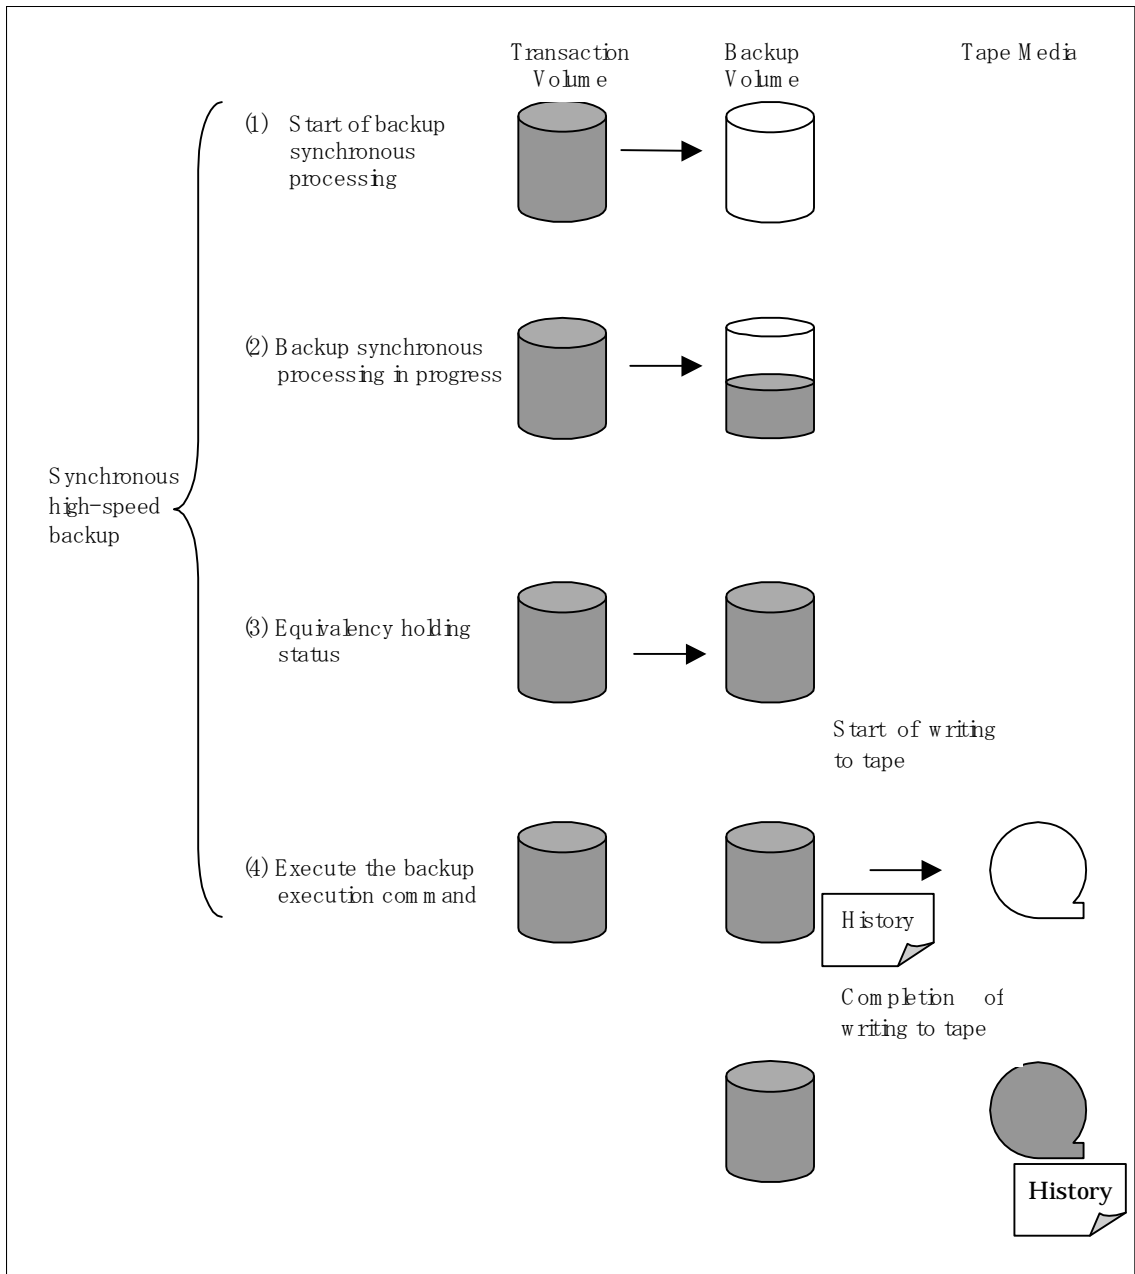 Transaction
Volume
Backup
Volume
Tape Media
(1) Start of backup
synchronous
processing
(2) Backup synchronous
processing in progress
Synchronous
high-speed
backup
(3) Equivalency holding
status
Start of writing
to tape
(4) Execute the backup
execution command
History
Completion of
writing to tape
History